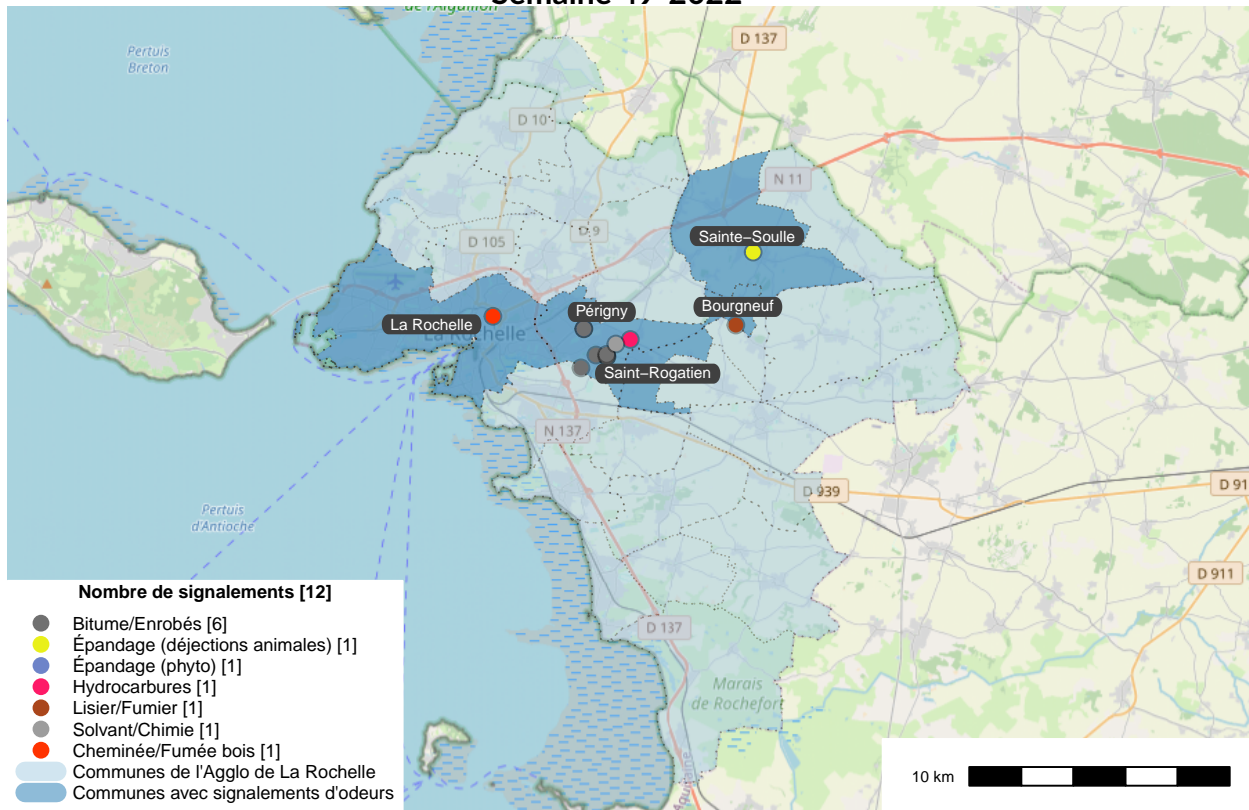 de l'Aiguillon
D 137
Pertuis
Breton
D 10
N 11
Sainte–Soulle
D 9
D 105
Bourgneuf
Périgny
La Rochelle
La Rochelle
Saint–Rogatien
N 137
D 939
D 91
Pertuis
d'Antioche
D 911
D 137
Marais
de Rochefort
Aquitaine
Nombre de signalements [12]
Bitume/Enrobés [6]
Épandage (déjections animales) [1]
Épandage (phyto) [1]
Hydrocarbures [1]
Lisier/Fumier [1]
Solvant/Chimie [1]
Cheminée/Fumée bois [1]
Communes de l'Agglo de La Rochelle
Communes avec signalements d'odeurs
10 km